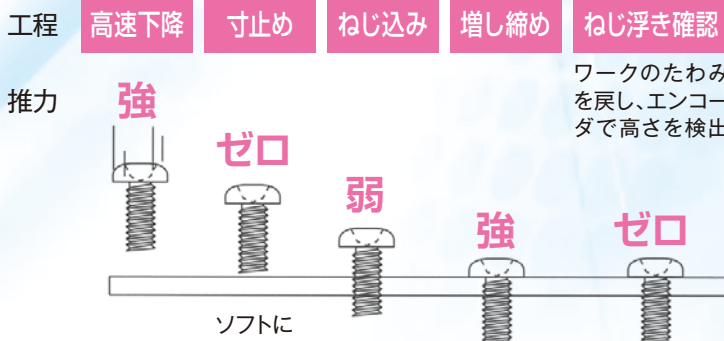 工程 高速下降 寸止め ねじ込み 増し締め ねじ浮き確認
ワークのたわみ
を戻し、エンコー
ダで高さを検出
推力 強
ゼロ
弱
強 ゼロ
ソフトに